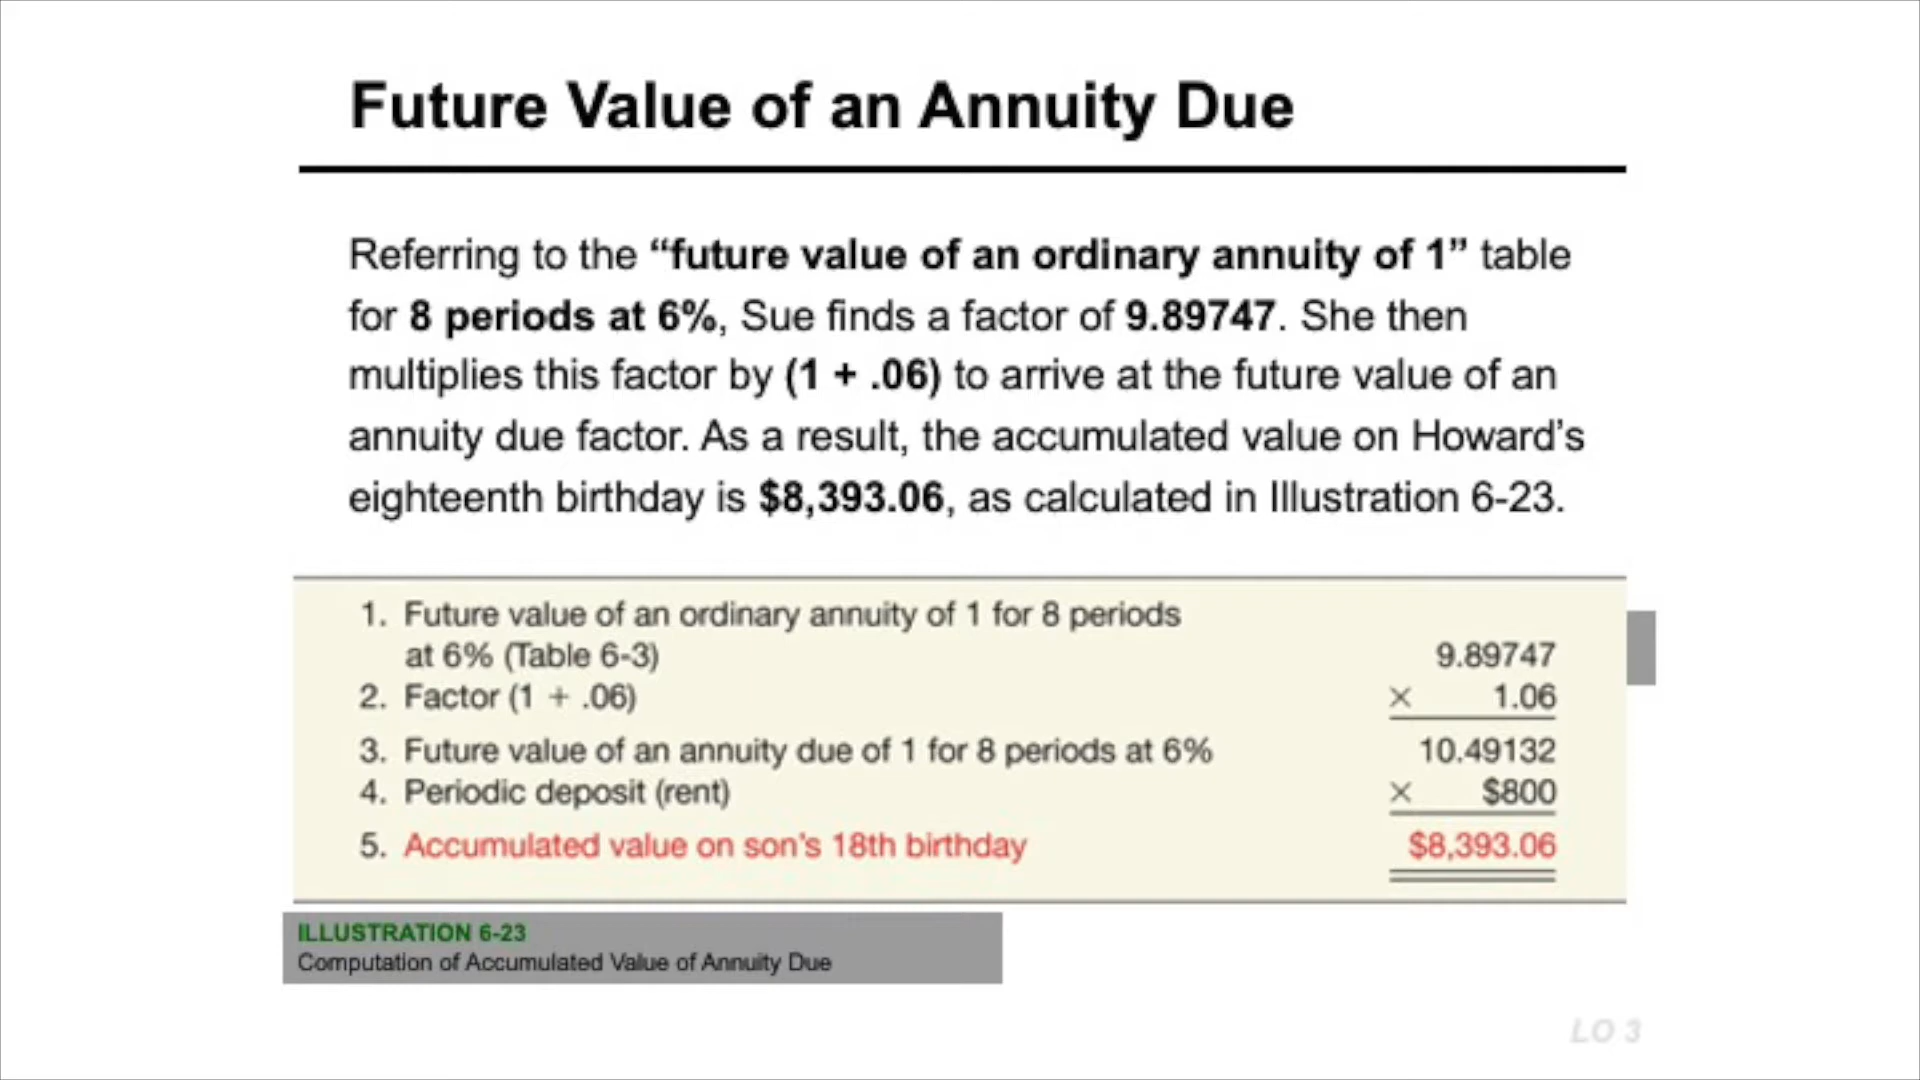 Future Value of an Annuity Due
Referring to the “future value of an ordinary annuity of 1” table
for 8 periods at 6%, Sue finds a factor of 9.89747. She then
multiplies this factor by (1 + .06) to arrive at the future value of an
annuity due factor. As a result, the accumulated value on Howard’s
eighteenth birthday is $8,393.06, as calculated in Illustration 6-23.
1. Future value of an ordinary annuity of 1 for 8 periods
at 6% (Table 6-3) 9.89747
2. Factor (1 + .06) × 1.06
3. Future value of an annuity due of 1 for 8 periods at 6% 10.49132
4. Periodic deposit (rent) × $800
5. Accumulated value on son’s 18th birthday $8,393.06
ILLUSTRATION 6-23
Computation of Accumulated Value of Annuity Due
LO 3